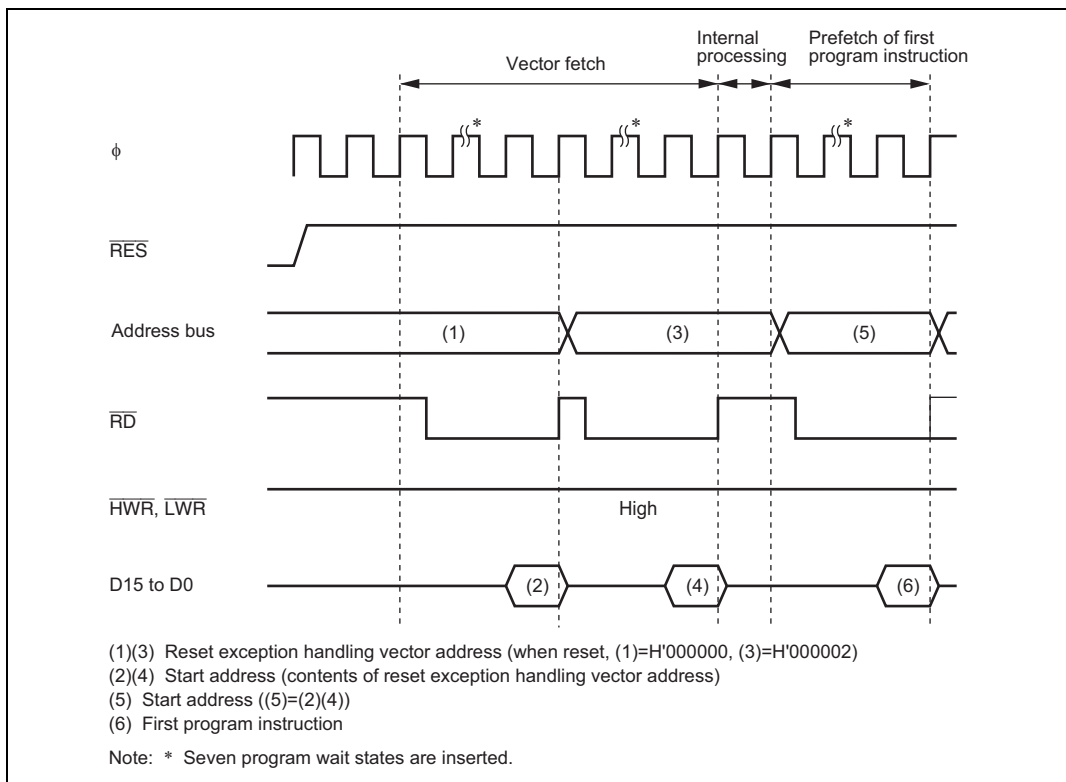 Vector fetch
Internal
processing
Prefetch of first
program instruction
*
*
*
ϕ
RES
Address bus
(1)
(3)
(5)
RD
HWR, LWR
High
D15 to D0
(2)
(4)
(6)
(1)(3) Reset exception handling vector address (when reset, (1)=H'000000, (3)=H'000002)
(2)(4) Start address (contents of reset exception handling vector address)
(5) Start address ((5)=(2)(4))
(6) First program instruction
Note: * Seven program wait states are inserted.